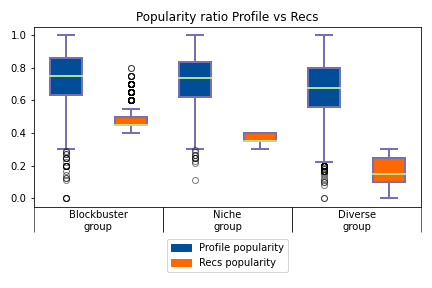 Popularity ratio Profile vs Recs
1.0
0.8
0.6
0.4
0.2
0.0
Blockbuster
group
Niche
group
Diverse
group
Profile popularity
Recs popularity